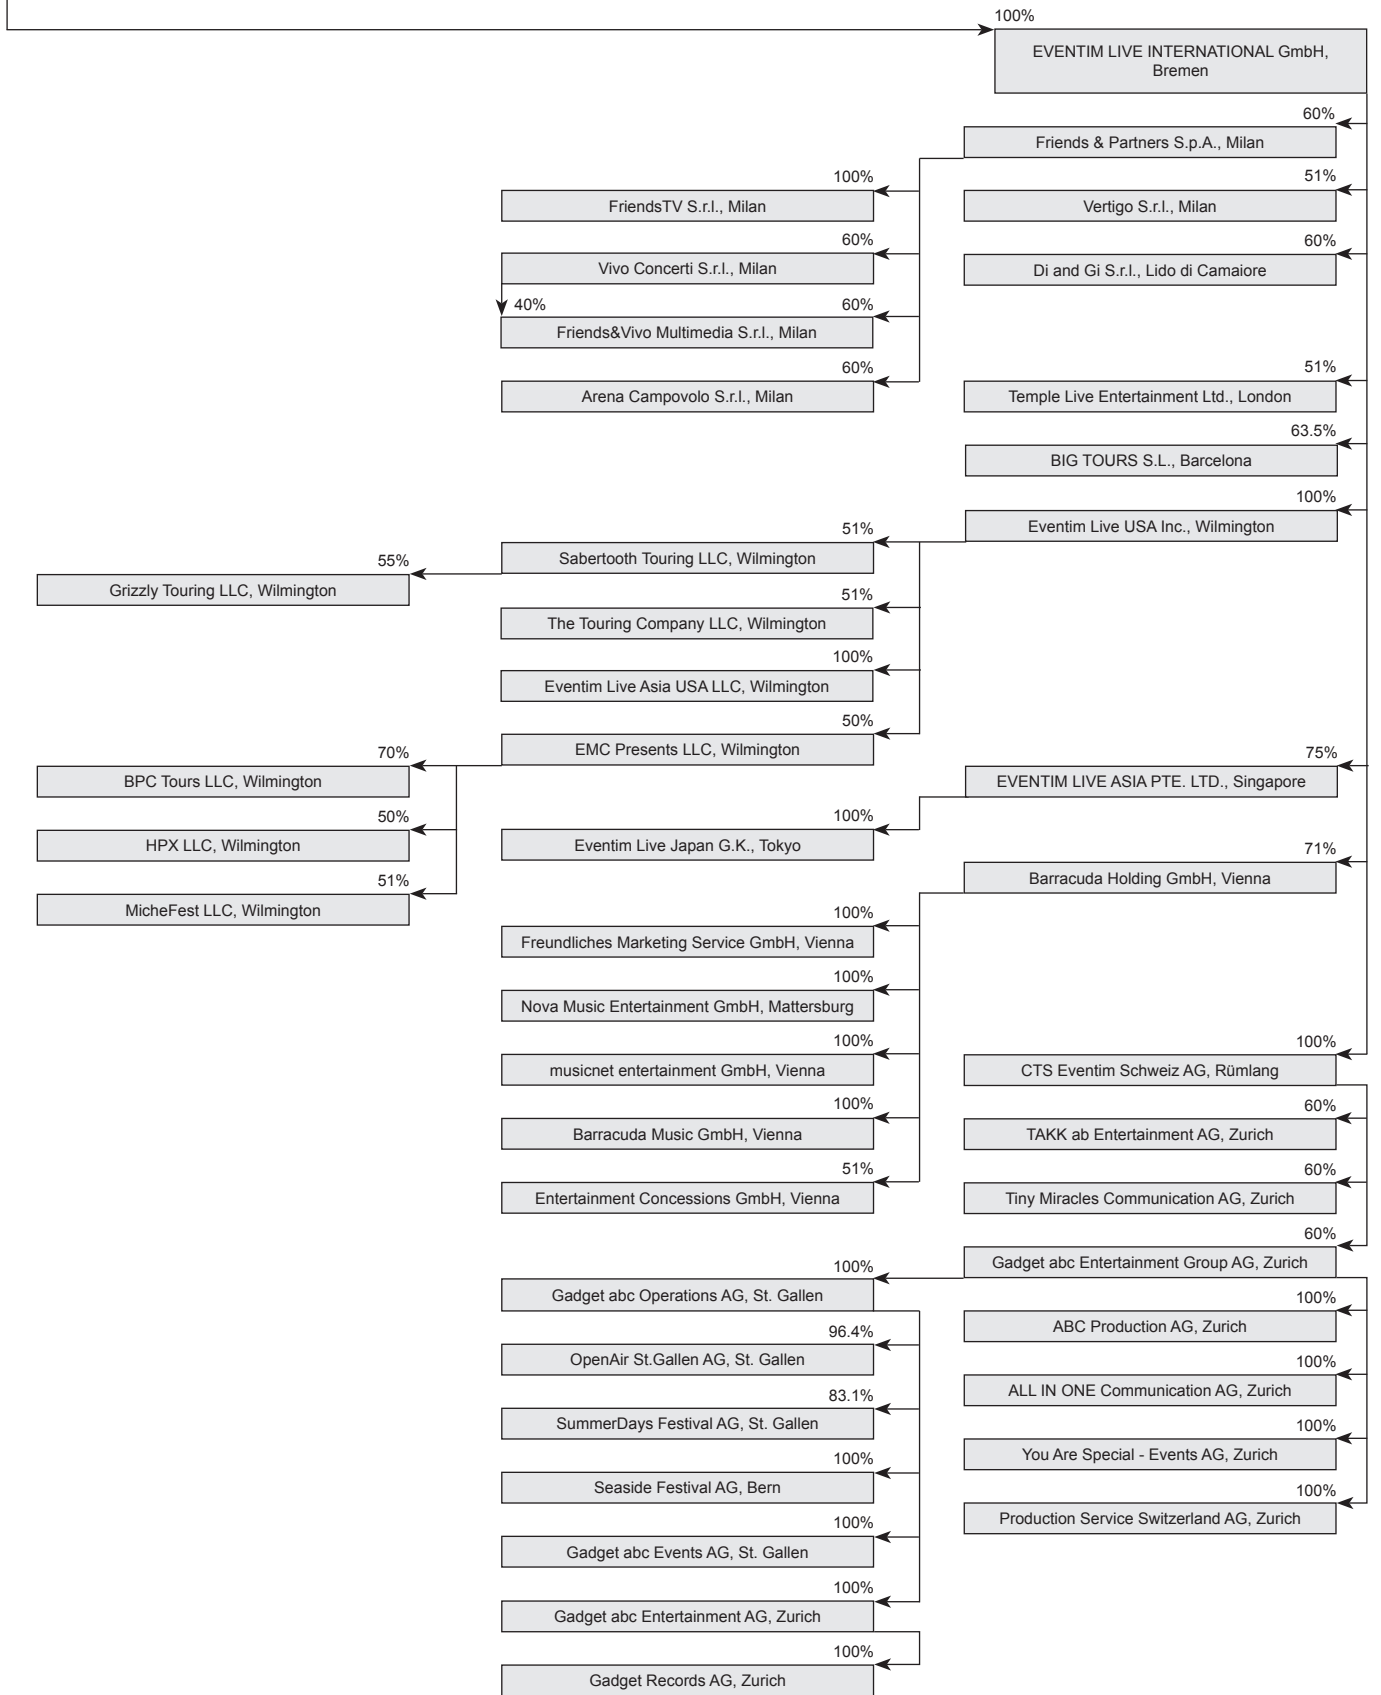 100%
EVENTIM LIVE INTERNATIONAL GmbH,
Bremen
60%
Friends & Partners S.p.A., Milan
100%
FriendsTV S.r.l., Milan
51%
Vertigo S.r.l., Milan
60%
Vivo Concerti S.r.l., Milan
60%
Di and Gi S.r.l., Lido di Camaiore
40%
60%
Friends&Vivo Multimedia S.r.l., Milan
60%
Arena Campovolo S.r.l., Milan
51%
Temple Live Entertainment Ltd., London
63.5%
BIG TOURS S.L., Barcelona
100%
Eventim Live USA Inc., Wilmington
51%
Sabertooth Touring LLC, Wilmington
55%
Grizzly Touring LLC, Wilmington
51%
The Touring Company LLC, Wilmington
100%
Eventim Live Asia USA LLC, Wilmington
50%
EMC Presents LLC, Wilmington
70%
BPC Tours LLC, Wilmington
75%
EVENTIM LIVE ASIA PTE. LTD., Singapore
50%
HPX LLC, Wilmington
100%
Eventim Live Japan G.K., Tokyo
51%
MicheFest LLC, Wilmington
71%
Barracuda Holding GmbH, Vienna
100%
Freundliches Marketing Service GmbH, Vienna
100%
Nova Music Entertainment GmbH, Mattersburg
100%
musicnet entertainment GmbH, Vienna
100%
CTS Eventim Schweiz AG, Rümlang
100%
Barracuda Music GmbH, Vienna
60%
TAKK ab Entertainment AG, Zurich
51%
Entertainment Concessions GmbH, Vienna
60%
Tiny Miracles Communication AG, Zurich
60%
Gadget abc Entertainment Group AG, Zurich
100%
Gadget abc Operations AG, St. Gallen
100%
ABC Production AG, Zurich
96.4%
OpenAir St.Gallen AG, St. Gallen
100%
ALL IN ONE Communication AG, Zurich
83.1%
SummerDays Festival AG, St. Gallen
100%
You Are Special - Events AG, Zurich
100%
Seaside Festival AG, Bern
100%
Production Service Switzerland AG, Zurich
100%
Gadget abc Events AG, St. Gallen
100%
Gadget abc Entertainment AG, Zurich
100%
Gadget Records AG, Zurich